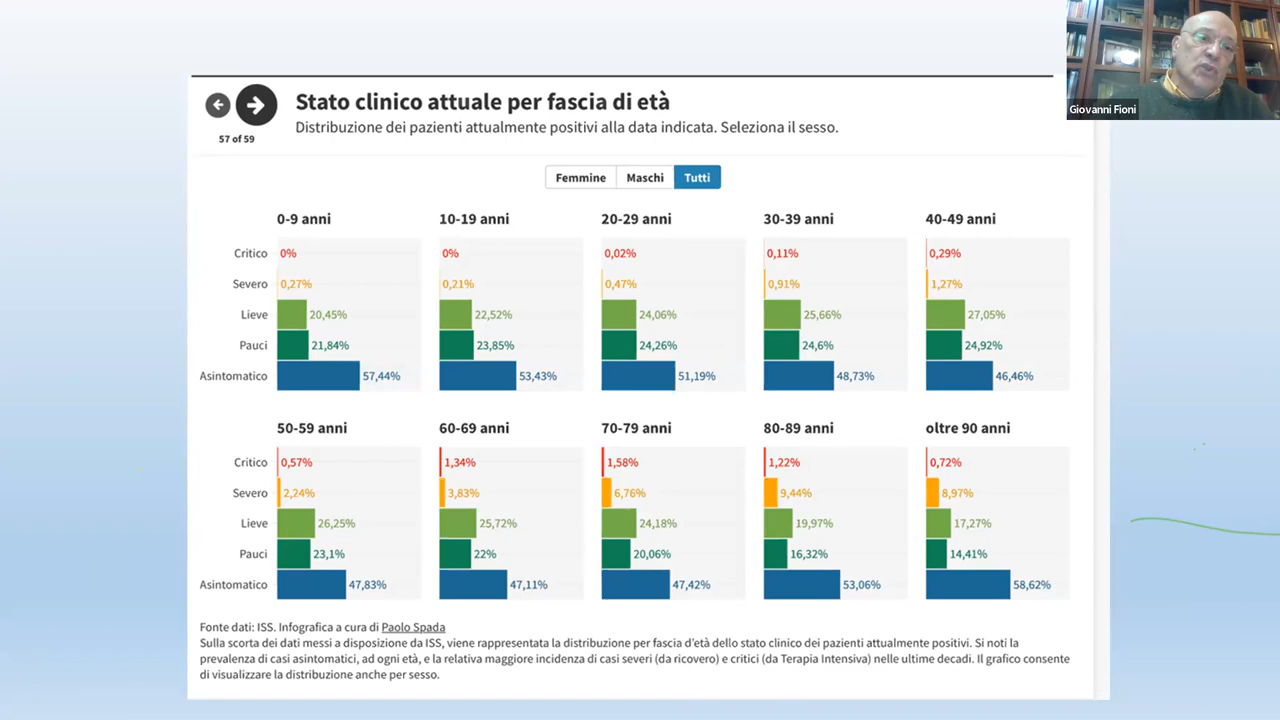 Giovanni Fioni
Stato clinico attuale per fascia di età
57 of 59
Distribuzione dei pazienti attualmente positivi alla data indicata. Seleziona il sesso.
Femmine Maschi Tutti
0-9 anni 10-19 anni 20-29 anni 30-39 anni 40-49 anni
Critico 0% 0% 0,02% 0,11% 0,29%
Severo 0,27% 0,21% 0,47% 0,91% 1,27%
Lieve 20,45% 22,52% 24,06% 25,66% 27,05%
Pauci 21,84% 23,85% 24,26% 24,6% 24,92%
Asintomatico 57,44% 53,43% 51,19% 48,73% 46,46%
50-59 anni 60-69 anni 70-79 anni 80-89 anni oltre 90 anni
Critico 0,57% 1,34% 1,58% 1,22% 0,72%
Severo 2,24% 3,83% 6,76% 9,44% 8,97%
Lieve 26,25% 25,72% 24,18% 19,97% 17,27%
Pauci 23,1% 22% 20,06% 16,32% 14,41%
Asintomatico 47,83% 47,11% 47,42% 53,06% 58,62%
Fonte dati: ISS. Infografica a cura di Paolo Spada
Sulla scorta dei dati messi a disposizione da ISS, viene rappresentata la distribuzione per fascia d'età dello stato clinico dei pazienti attualmente positivi. Si noti la
prevalenza di casi asintomatici, ad ogni età, e la relativa maggiore incidenza di casi severi (da ricovero) e critici (da Terapia Intensiva) nelle ultime decadi. Il grafico consente
di visualizzare la distribuzione anche per sesso.